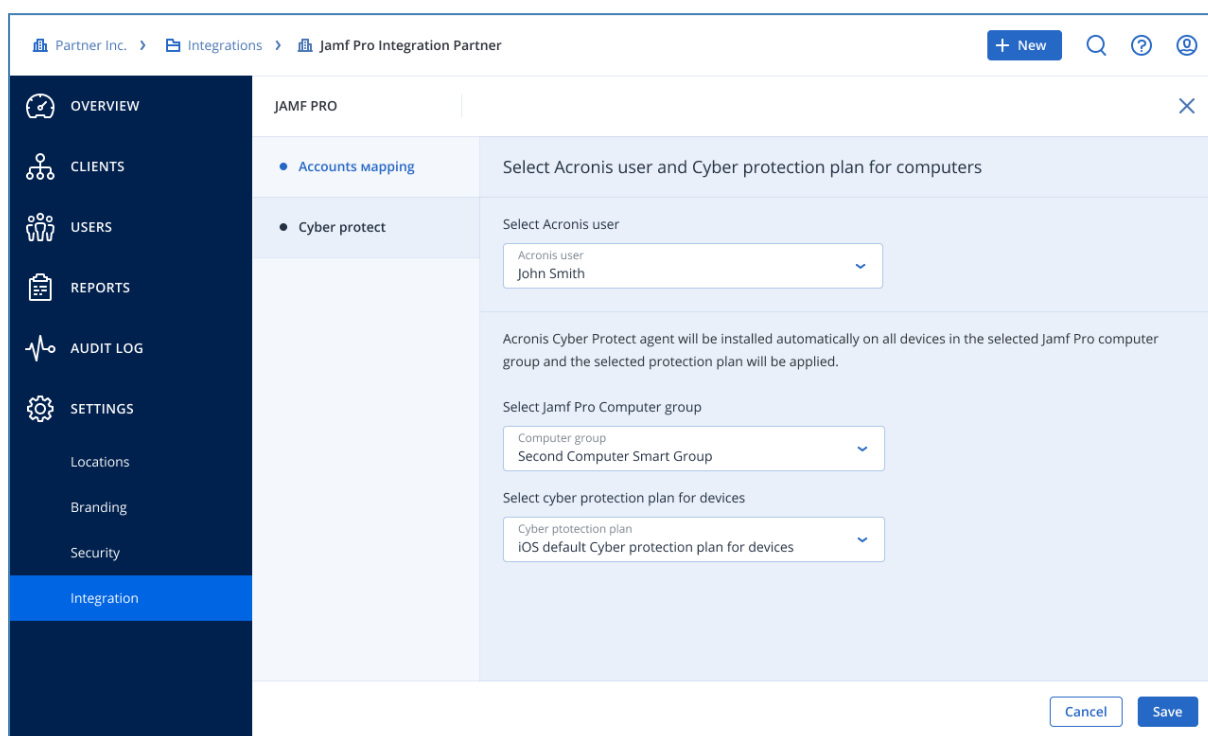 Partner Inc. > Integrations > Jamf Pro Integration Partner
+ New
OVERVIEW
CLIENTS
USERS
REPORTS
AUDIT LOG
SETTINGS
Locations
Branding
Security
Integration
JAMF PRO
Accounts мapping
Cyber protect
Select Acronis user and Cyber protection plan for computers
Select Acronis user
Acronis user
John Smith
Acronis Cyber Protect agent will be installed automatically on all devices in the selected Jamf Pro computer
group and the selected protection plan will be applied.
Select Jamf Pro Computer group
Computer group
Second Computer Smart Group
Select cyber protection plan for devices
Cyber ptotection plan
iOS default Cyber protection plan for devices
Cancel
Save